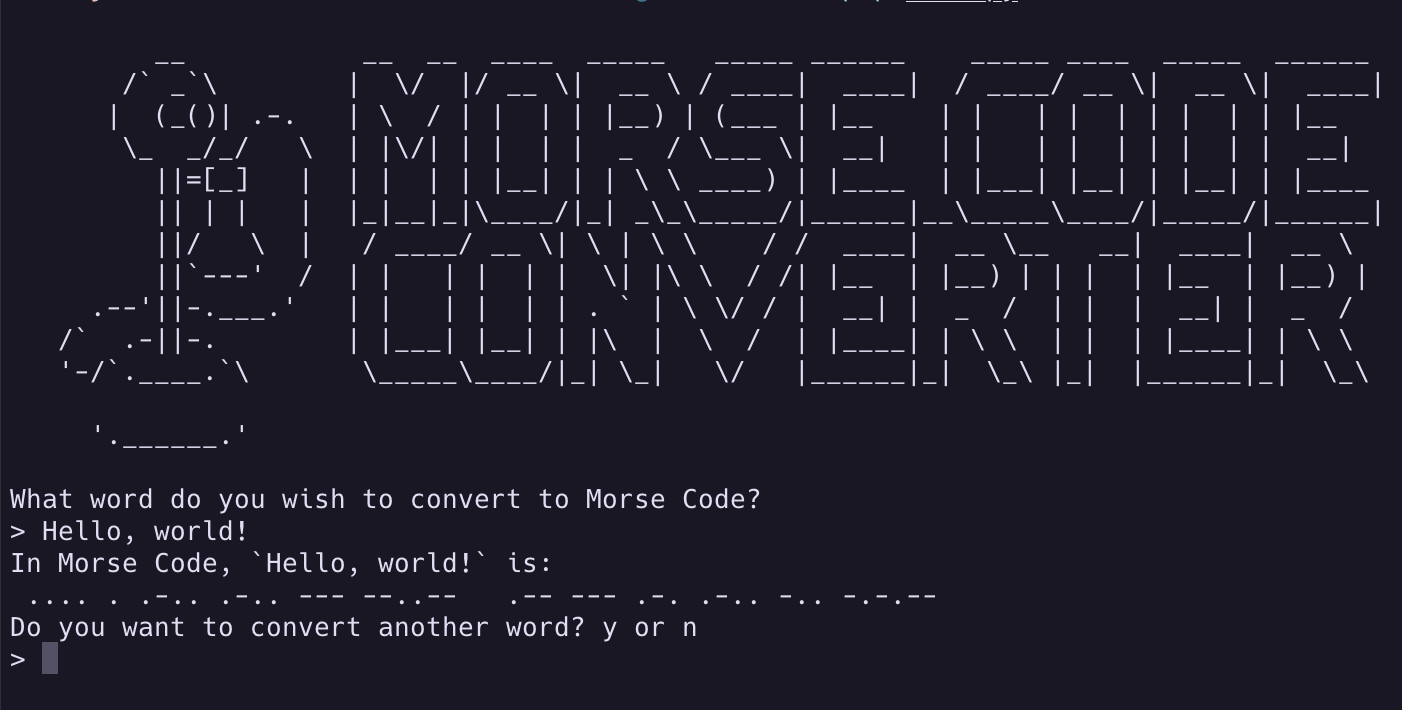 MORSE CODE
CONVERTER
What word do you wish to convert to Morse Code?
> Hello, world!
In Morse Code, `Hello, world!` is:
.... . .-.. .-.. --- --..--   .-- --- .-. .-.. -.. -.-.--
Do you want to convert another word? y or n
>